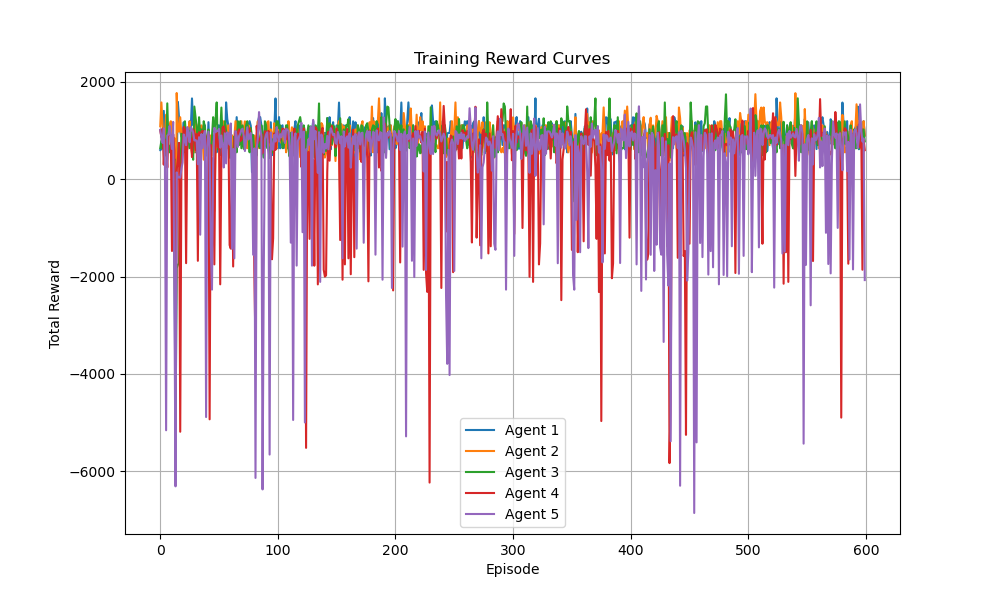 Training Reward Curves
2000
0
−2000
−4000
−6000
Total Reward
Agent 1
Agent 2
Agent 3
Agent 4
Agent 5
0 100 200 300 400 500 600
Episode